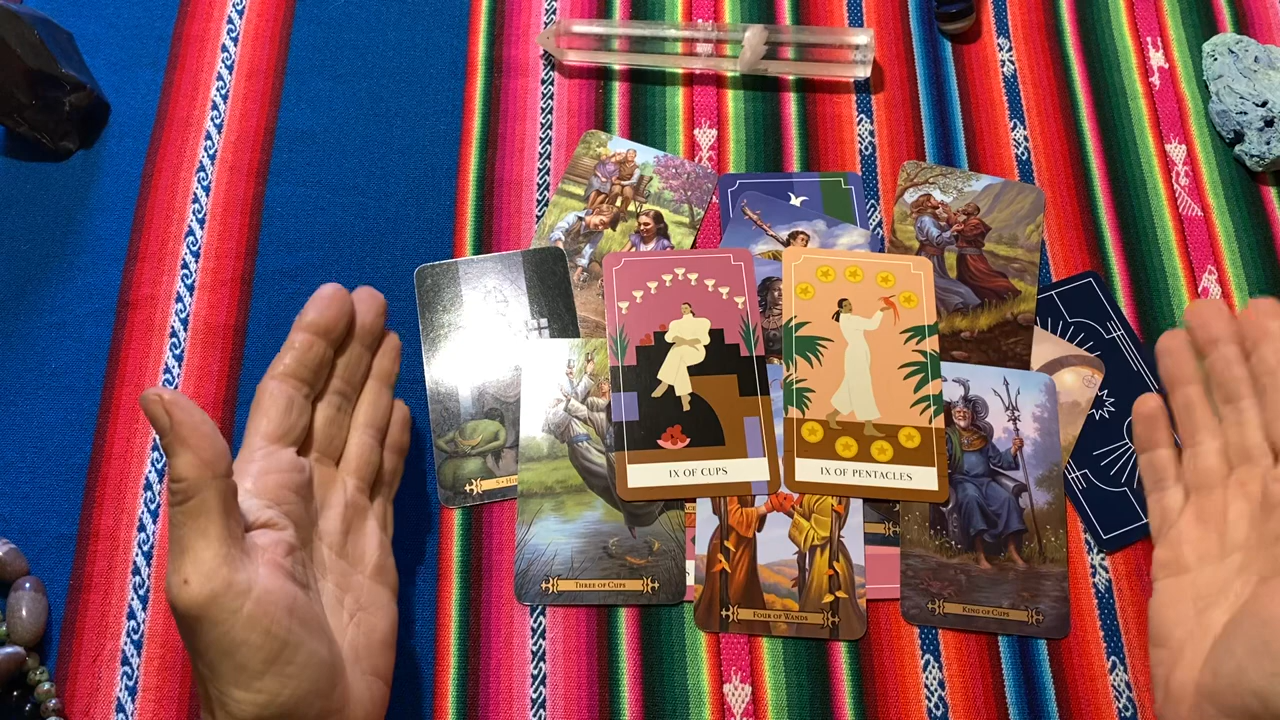 IX OF CUPS
IX OF PENTACLES
THREE OF CUPS
FOUR OF WANDS
KING OF CUPS